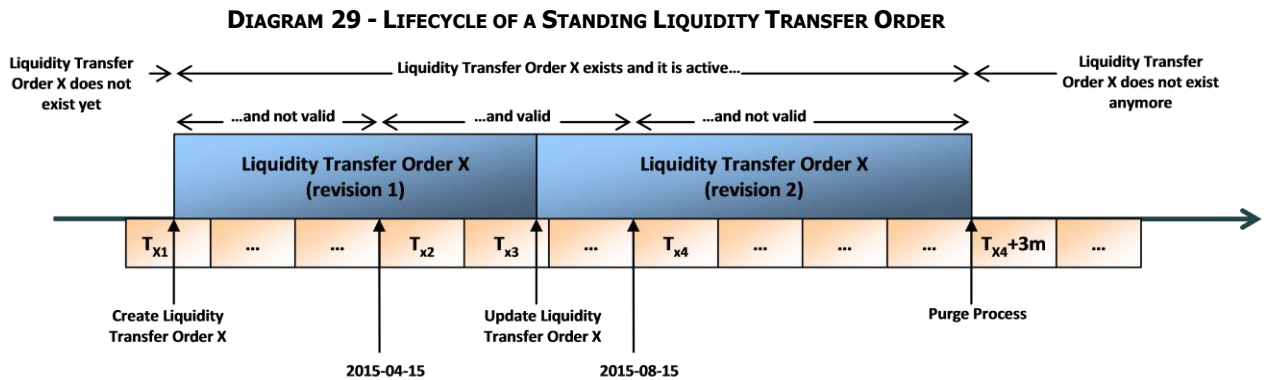 DIAGRAM 29 - LIFECYCLE OF A STANDING LIQUIDITY TRANSFER ORDER
Liquidity Transfer
Order X does not
exist yet
Liquidity Transfer Order X exists and it is active...
Liquidity Transfer
Order X does not exist
anymore
...and not valid
...and valid
...and not valid
Liquidity Transfer Order X
(revision 1)
Liquidity Transfer Order X
(revision 2)
TX1 ... ... Tx2 Tx3 ... Tx4 ... ... ... TX4+3m ...
Create Liquidity
Transfer Order X
Update Liquidity
Transfer Order X
Purge Process
2015-04-15
2015-08-15